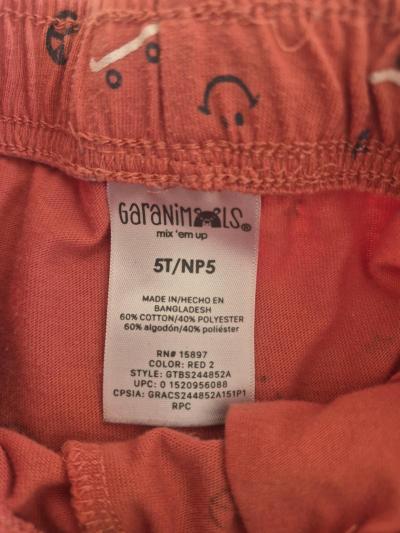 GaRaNiMaLS®
mix 'em up
5T/NP5
MADE IN/HECHO EN
BANGLADESH
60% COTTON/40% POLYESTER
60% algodón/40% poliéster
RN# 15897
COLOR: RED 2
STYLE: GTBS244852A
UPC: 0 1520956088
CPSIA: GRACS244852A151P1
RPC